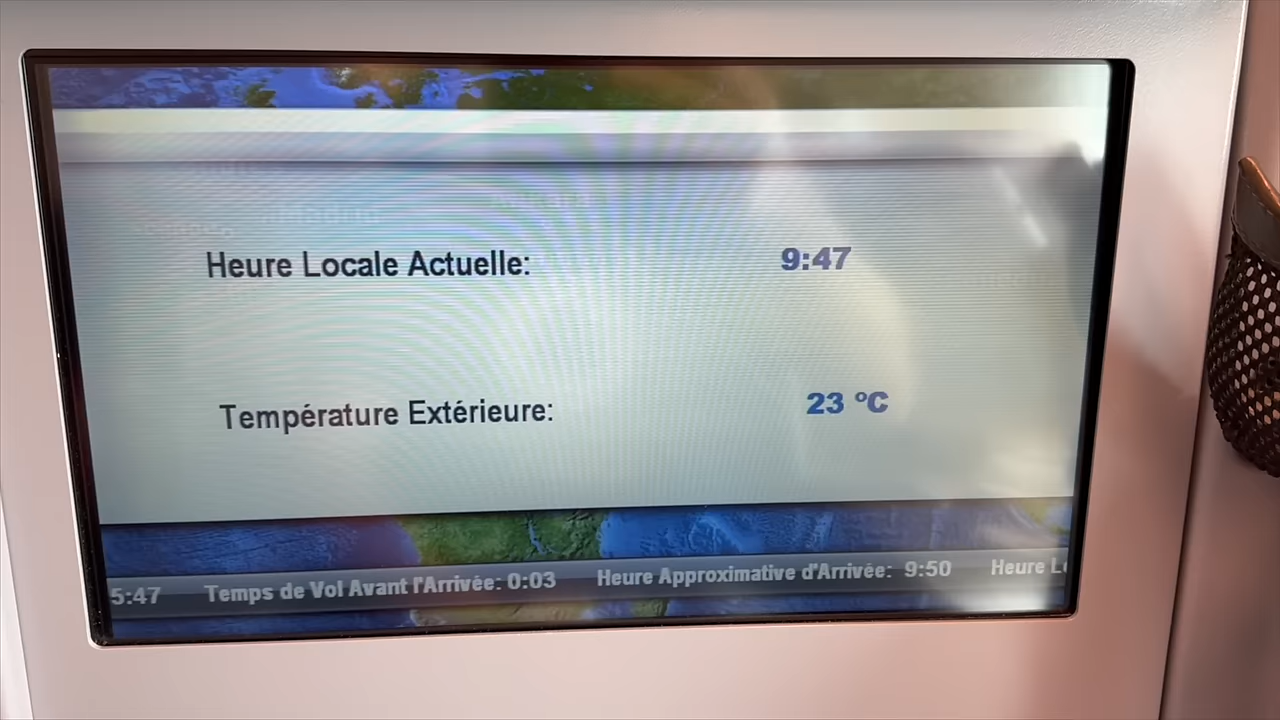 Heure Locale Actuelle: 9:47
Température Extérieure: 23 ºC
5:47 Temps de Vol Avant l'Arrivée: 0:03 Heure Approximative d'Arrivée: 9:50 Heure L